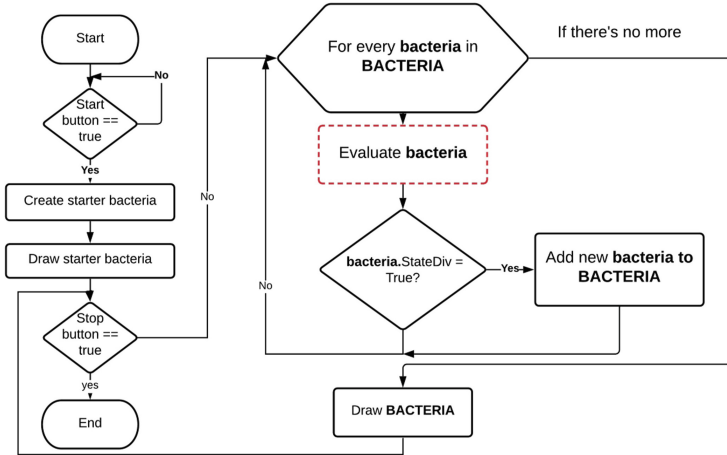 Start
No
Start
button ==
true
Yes
Create starter bacteria
Draw starter bacteria
Stop
button ==
true
yes
End
No
For every bacteria in
BACTERIA
If there's no more
Evaluate bacteria
bacteria.StateDiv =
True?
Yes
Add new bacteria to
BACTERIA
No
Draw BACTERIA